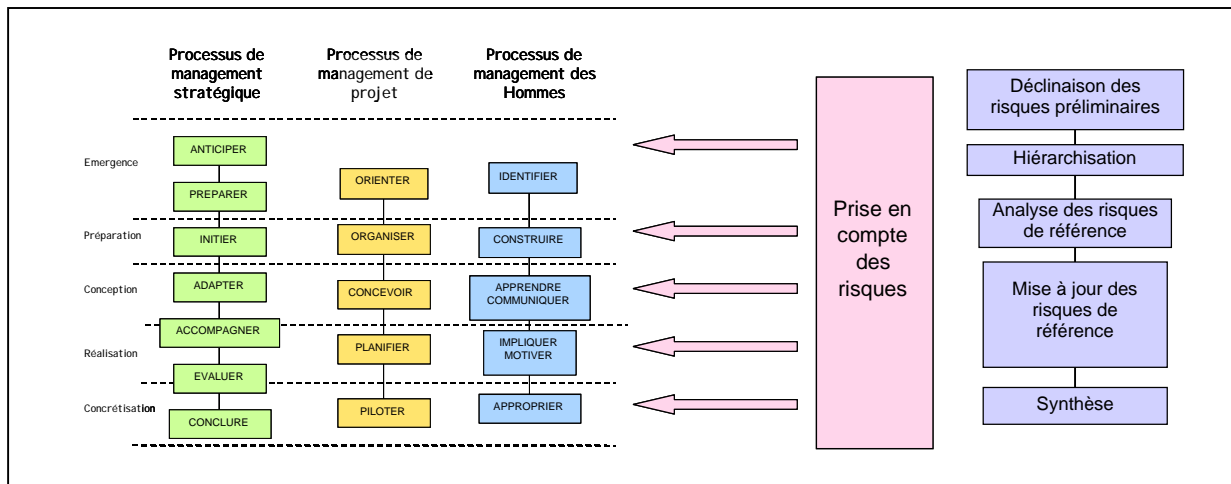 Processus de
management
stratégique
Processus de
management de
projet
Processus de
management des
Hommes
Emergence
Préparation
Conception
Réalisation
Concrétisation
ANTICIPER
PREPARER
INITIER
ADAPTER
ACCOMPAGNER
EVALUER
CONCLURE
ORIENTER
ORGANISER
CONCEVOIR
PLANIFIER
PILOTER
IDENTIFIER
CONSTRUIRE
APPRENDRE
COMMUNIQUER
IMPLIQUER
MOTIVER
APPROPRIER
Prise en
compte
des
risques
Déclinaison des
risques préliminaires
Hiérarchisation
Analyse des risques
de référence
Mise à jour des
risques de
référence
Synthèse